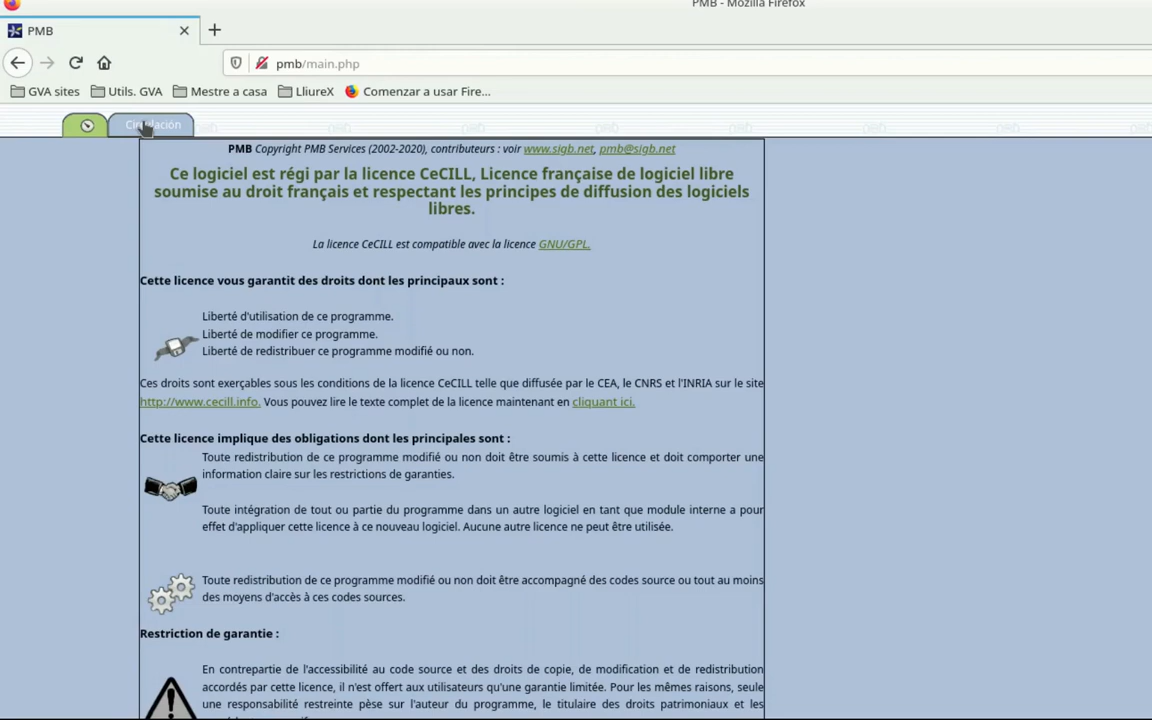 PMB - Mozilla Firefox
PMB
pmb/main.php
GVA sites Utils. GVA Mestre a casa LliureX Comenzar a usar Fire...
Circulación
PMB Copyright PMB Services (2002-2020), contributeurs : voir www.sigb.net, pmb@sigb.net
Ce logiciel est régi par la licence CeCILL, Licence française de logiciel libre
soumise au droit français et respectant les principes de diffusion des logiciels
libres.
La licence CeCILL est compatible avec la licence GNU/GPL.
Cette licence vous garantit des droits dont les principaux sont :
Liberté d'utilisation de ce programme.
Liberté de modifier ce programme.
Liberté de redistribuer ce programme modifié ou non.
Ces droits sont exerçables sous les conditions de la licence CeCILL telle que diffusée par le CEA, le CNRS et l'INRIA sur le site
http://www.cecill.info. Vous pouvez lire le texte complet de la licence maintenant en cliquant ici.
Cette licence implique des obligations dont les principales sont :
Toute redistribution de ce programme modifié ou non doit être soumis à cette licence et doit comporter une
information claire sur les restrictions de garanties.
Toute intégration de tout ou partie du programme dans un autre logiciel en tant que module interne a pour
effet d'appliquer cette licence à ce nouveau logiciel. Aucune autre licence ne peut être utilisée.
Toute redistribution de ce programme modifié ou non doit être accompagné des codes source ou tout au moins
des moyens d'accès à ces codes sources.
Restriction de garantie :
En contrepartie de l'accessibilité au code source et des droits de copie, de modification et de redistribution
accordés par cette licence, il n'est offert aux utilisateurs qu'une garantie limitée. Pour les mêmes raisons, seule
une responsabilité restreinte pèse sur l'auteur du programme, le titulaire des droits patrimoniaux et les